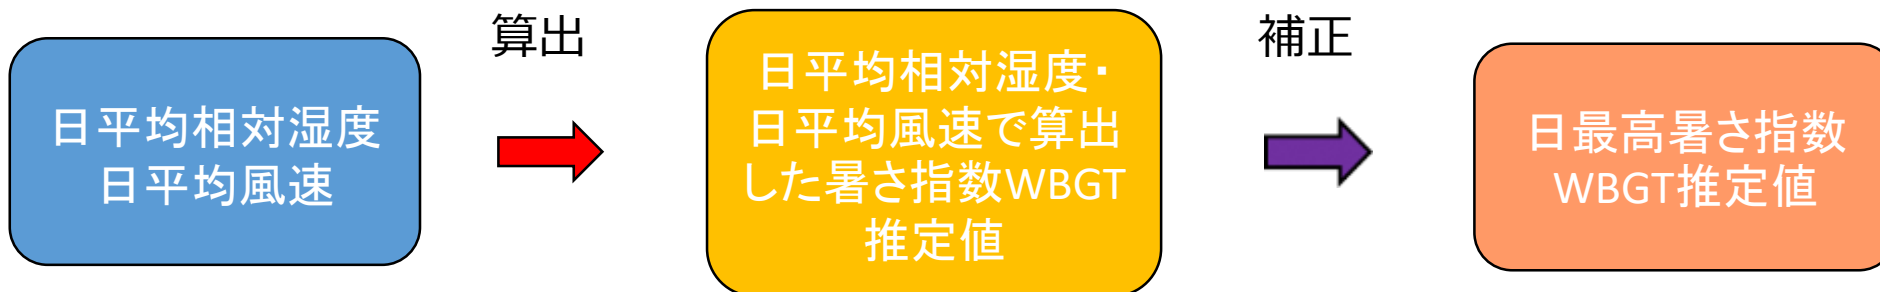 日平均相対湿度
日平均風速
算出
日平均相対湿度・
日平均風速で算出
した暑さ指数WBGT
推定値
補正
日最高暑さ指数
WBGT推定値